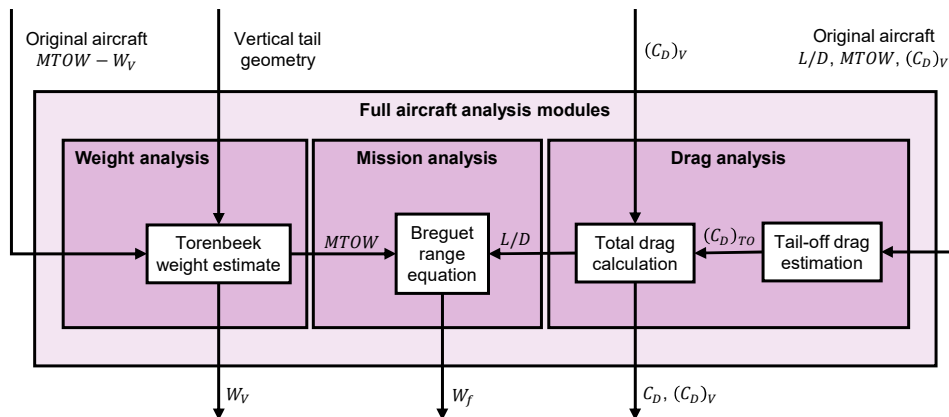 Original aircraft
$MTOW - W_V$
Vertical tail
geometry
$(C_D)_V$
Original aircraft
$L/D, MTOW, (C_D)_V$
Full aircraft analysis modules
Weight analysis
Mission analysis
Drag analysis
Torenbeek
weight estimate
$MTOW$
Breguet
range
equation
$L/D$
Total drag
calculation
$(C_D)_{TO}$
Tail-off drag
estimation
$W_V$
$W_f$
$C_D, (C_D)_V$